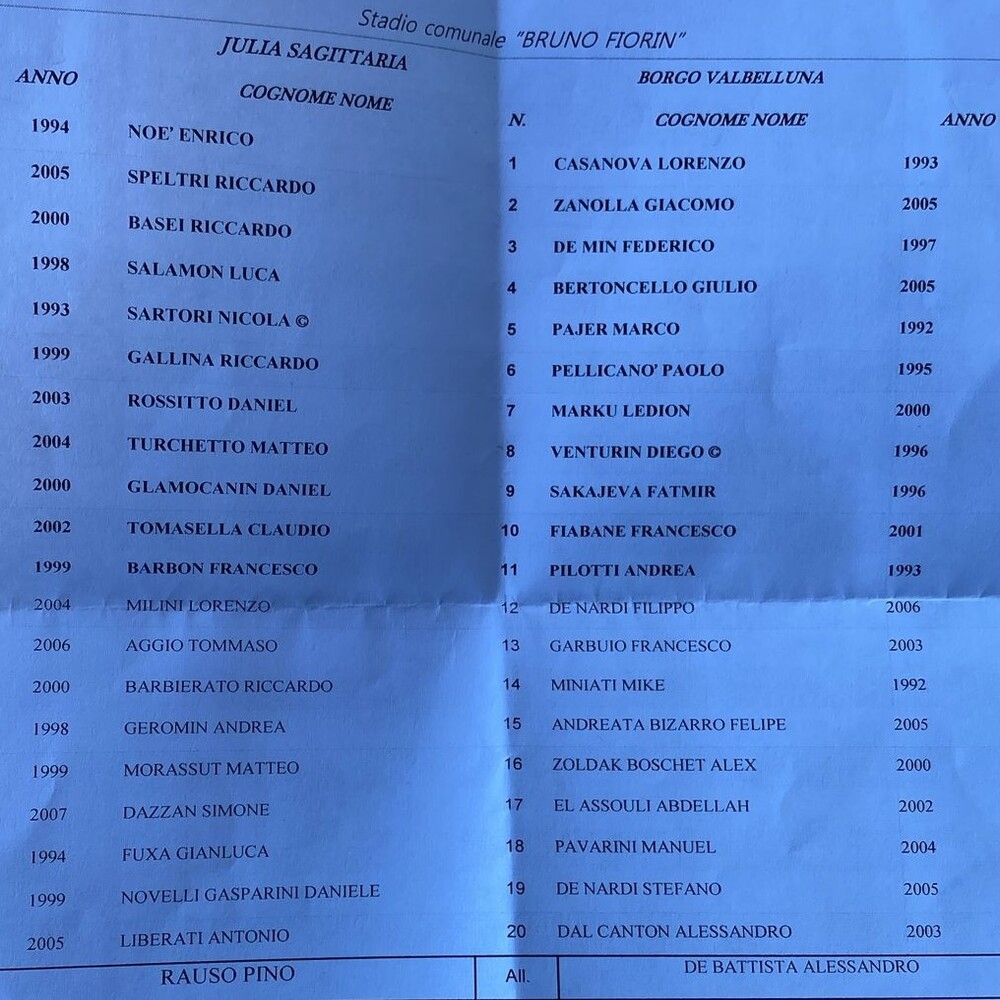 Stadio comunale "BRUNO FIORIN"
JULIA SAGITTARIA BORGO VALBELLUNA
ANNO COGNOME NOME N. COGNOME NOME ANNO
1994 NOE' ENRICO 1 CASANOVA LORENZO 1993
2005 SPELTRI RICCARDO 2 ZANOLLA GIACOMO 2005
2000 BASEI RICCARDO 3 DE MIN FEDERICO 1997
1998 SALAMON LUCA 4 BERTONCELLO GIULIO 2005
1993 SARTORI NICOLA © 5 PAJER MARCO 1992
1999 GALLINA RICCARDO 6 PELLICANO' PAOLO 1995
2003 ROSSITTO DANIEL 7 MARKU LEDION 2000
2004 TURCHETTO MATTEO 8 VENTURIN DIEGO © 1996
2000 GLAMOCANIN DANIEL 9 SAKAJEVA FATMIR 1996
2002 TOMASELLA CLAUDIO 10 FIABANE FRANCESCO 2001
1999 BARBON FRANCESCO 11 PILOTTI ANDREA 1993
2004 MILINI LORENZO 12 DE NARDI FILIPPO 2006
2006 AGGIO TOMMASO 13 GARBUIO FRANCESCO 2003
2000 BARBIERATO RICCARDO 14 MINIATI MIKE 1992
1998 GEROMIN ANDREA 15 ANDREATA BIZARRO FELIPE 2005
1999 MORASSUT MATTEO 16 ZOLDAK BOSCHET ALEX 2000
2007 DAZZAN SIMONE 17 EL ASSOULI ABDELLAH 2002
1994 FUXA GIANLUCA 18 PAVARINI MANUEL 2004
1999 NOVELLI GASPARINI DANIELE 19 DE NARDI STEFANO 2005
2005 LIBERATI ANTONIO 20 DAL CANTON ALESSANDRO 2003
RAUSO PINO All. DE BATTISTA ALESSANDRO